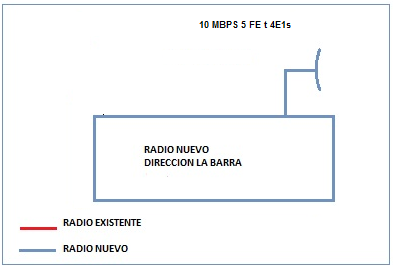 10 MBPS 5 FE t 4E1s
RADIO NUEVO
DIRECCION LA BARRA
RADIO EXISTENTE
RADIO NUEVO